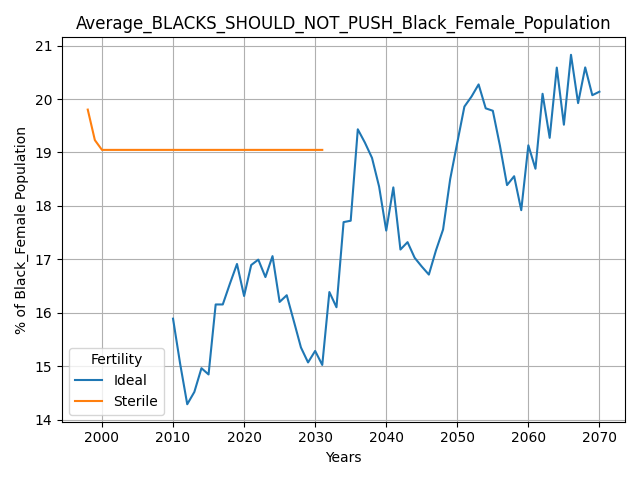 Average_BLACKS_SHOULD_NOT_PUSH_Black_Female_Population
% of Black_Female Population
21
20
19
18
17
16
15
14
Fertility
Ideal
Sterile
2000 2010 2020 2030 2040 2050 2060 2070
Years